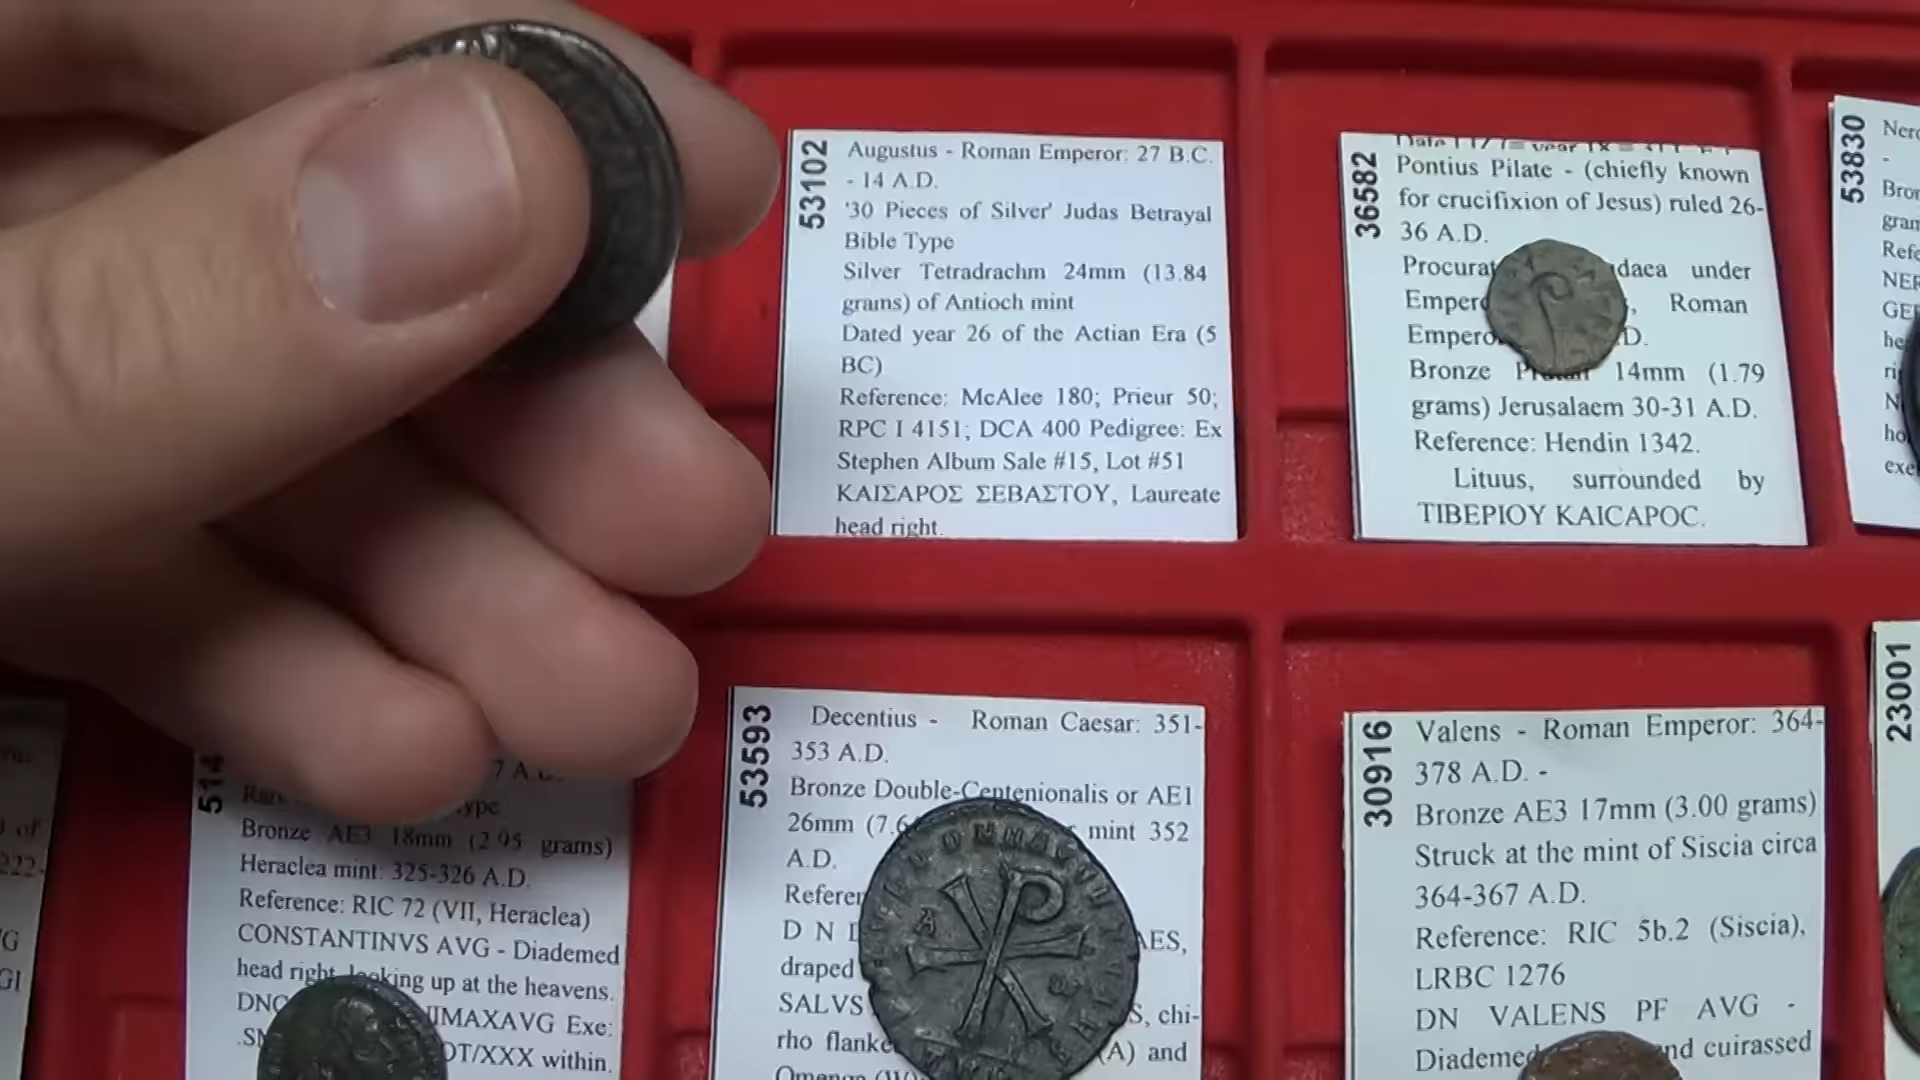 53102
Augustus - Roman Emperor: 27 B.C.
- 14 A.D.
'30 Pieces of Silver' Judas Betrayal
Bible Type
Silver Tetradrachm 24mm (13.84
grams) of Antioch mint
Dated year 26 of the Actian Era (5
BC)
Reference: McAlee 180; Prieur 50;
RPC I 4151; DCA 400 Pedigree: Ex
Stephen Album Sale #15, Lot #51
ΚΑΙΣΑΡΟΣ ΣΕΒΑΣΤΟΥ, Laureate
head right.
36582
Pontius Pilate - (chiefly known
for crucifixion of Jesus) ruled 26-
36 A.D.
under
Roman
Bronze 14mm (1.79
grams) Jerusalaem 30-31 A.D.
Reference: Hendin 1342.
Lituus, surrounded by
ΤΙΒΕΡΙΟΥ ΚΑΙCΑΡΟC.
53830
Bronze AE3 18mm (2.95 grams)
Heraclea mint: 325-326 A.D.
Reference: RIC 72 (VII, Heraclea)
CONSTANTINVS AVG - Diademed
head right, looking up at the heavens.
Exe:
within.
53593
Decentius - Roman Caesar: 351-
353 A.D.
Bronze Double-Centenionalis or AE1
26mm mint 352
A.D.
D N
draped
SALVS chi-
rho (A) and
30916
Valens - Roman Emperor: 364-
378 A.D. -
Bronze AE3 17mm (3.00 grams)
Struck at the mint of Siscia circa
364-367 A.D.
Reference: RIC 5b.2 (Siscia),
LRBC 1276
DN VALENS PF AVG -
Diademed cuirassed
23001